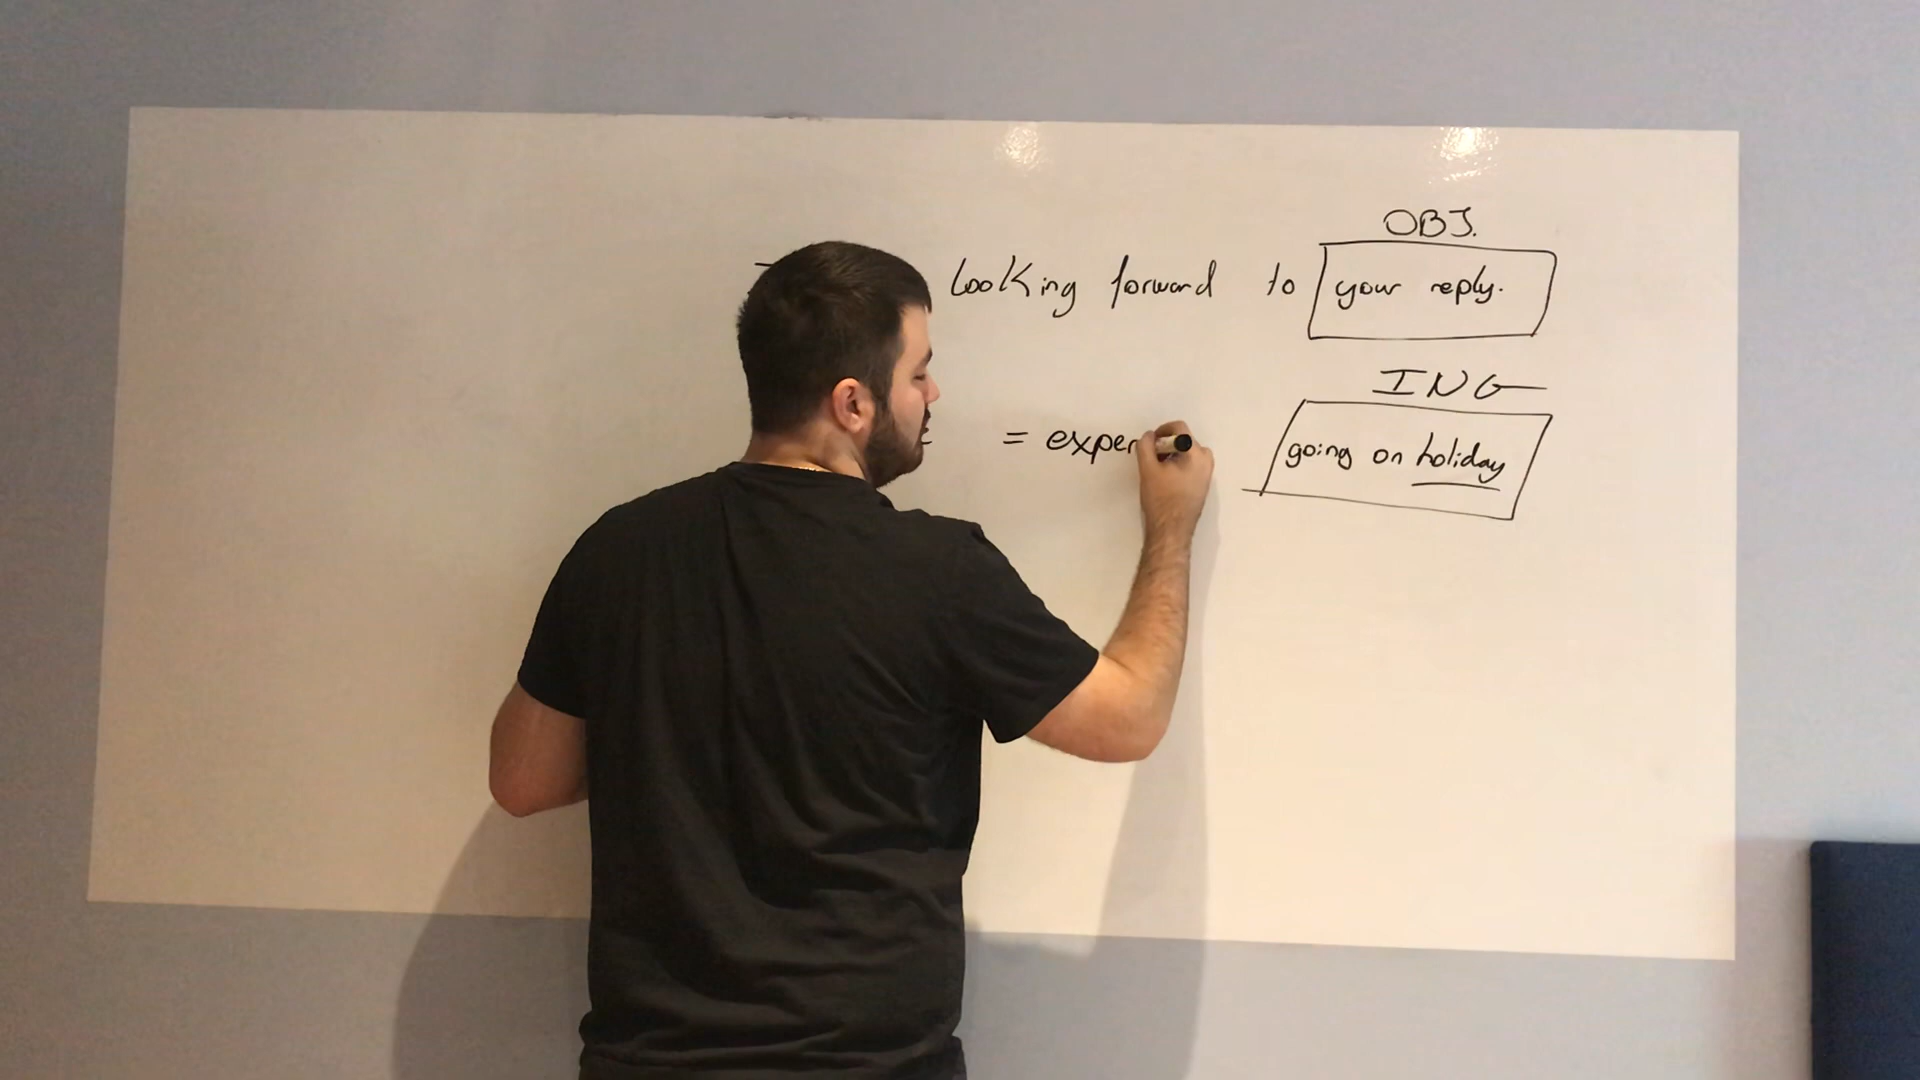 OBJ.
Looking forward to your reply.
ING
= exper
going on holiday